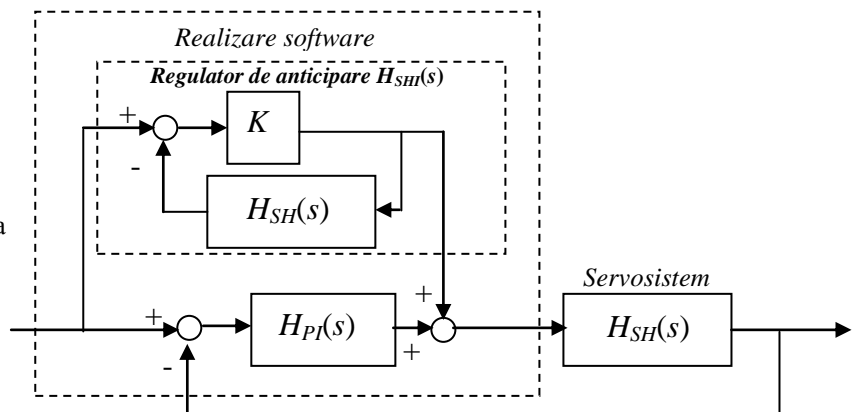 Realizare software
Regulator de anticipare H_SHI(s)
+
K
-
H_SH(s)
a
Servosistem
+
+
H_PI(s)
+
H_SH(s)
-